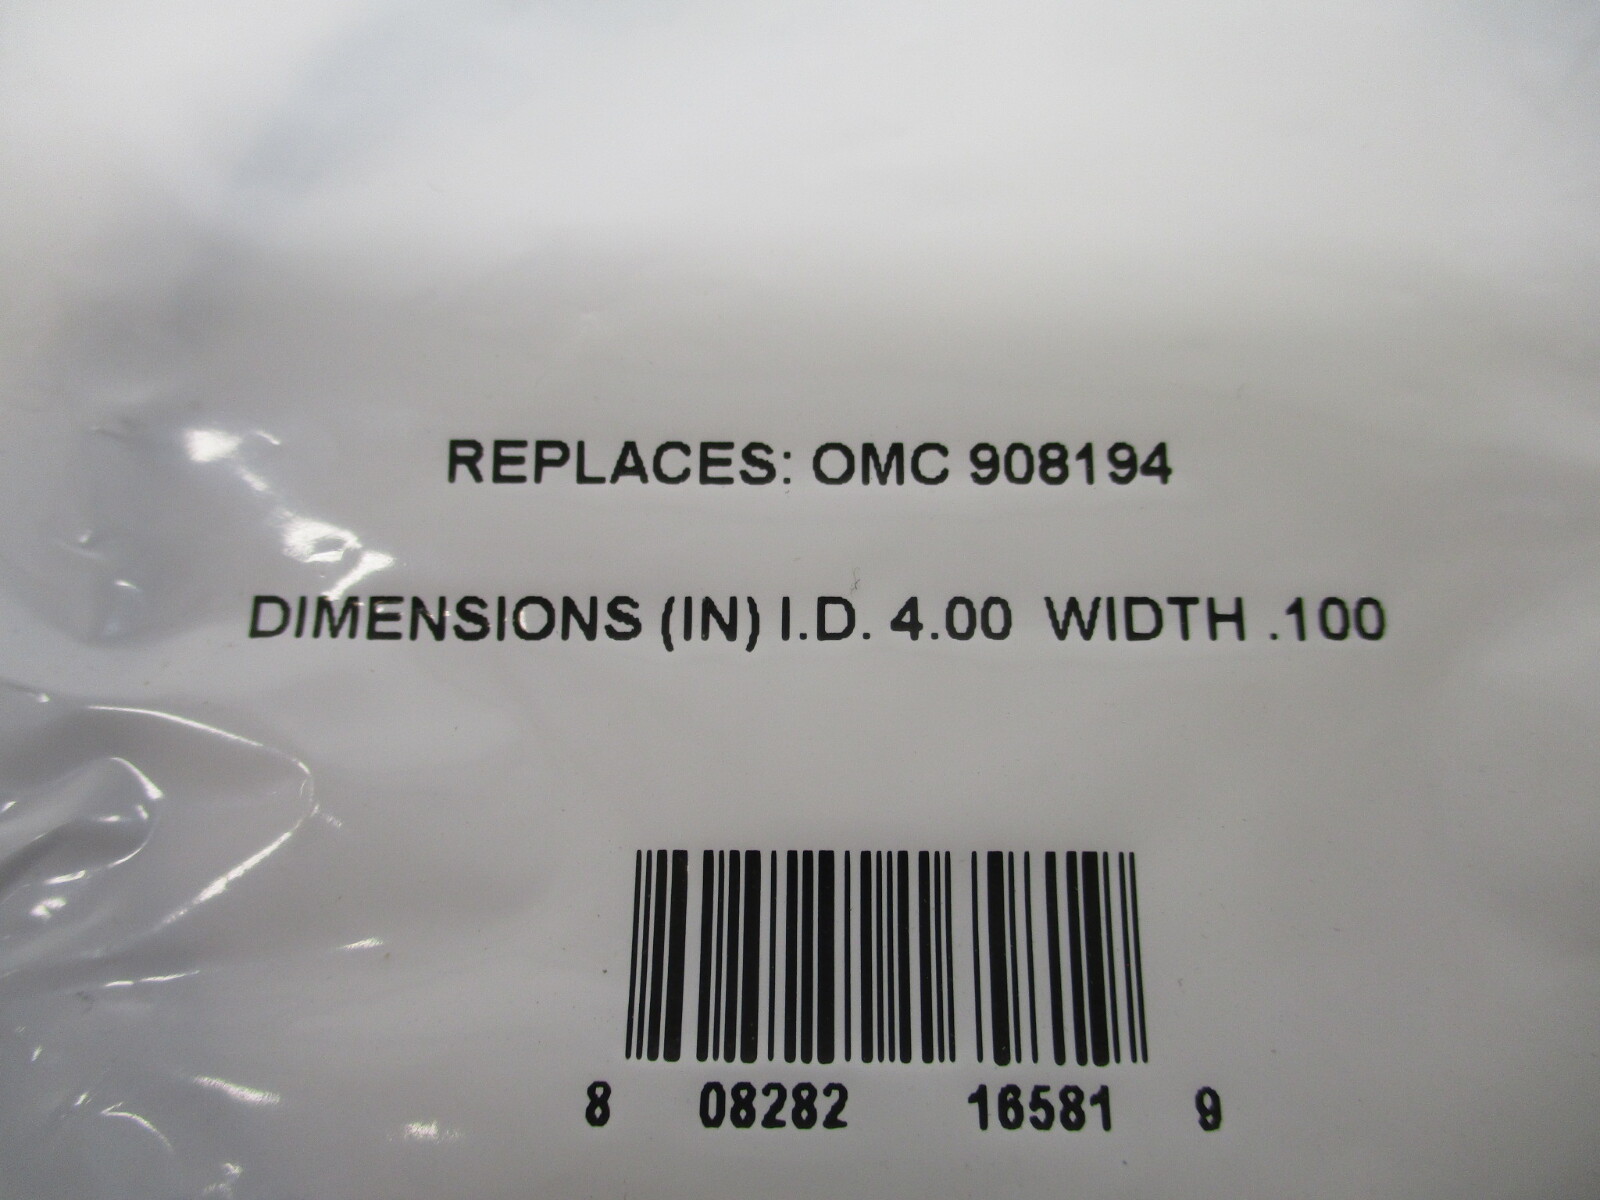 REPLACES: OMC 908194
DIMENSIONS (IN) I.D. 4.00 WIDTH .100
8 08282 16581 9